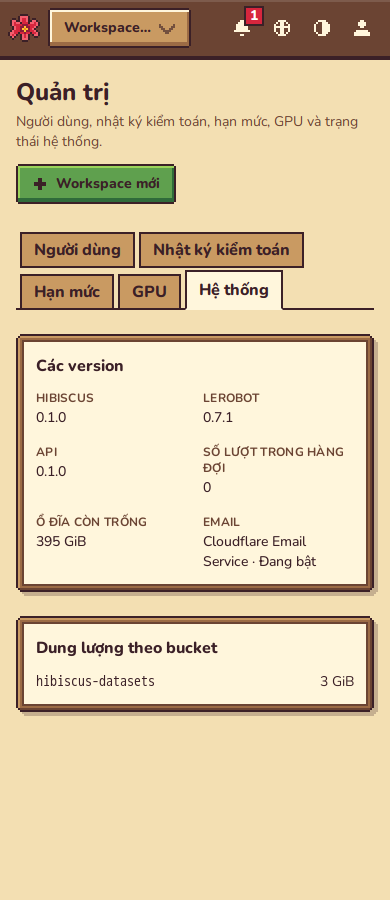 Workspace...
1
Quản trị
Người dùng, nhật ký kiểm toán, hạn mức, GPU và trạng
thái hệ thống.
Workspace mới
Người dùng
Nhật ký kiểm toán
Hạn mức
GPU
Hệ thống
Các version
HIBISCUS
0.1.0
LEROBOT
0.7.1
API
0.1.0
SỐ LƯỢT TRONG HÀNG
ĐỢI
0
Ổ ĐĨA CÒN TRỐNG
395 GiB
EMAIL
Cloudflare Email
Service · Đang bật
Dung lượng theo bucket
hibiscus-datasets
3 GiB